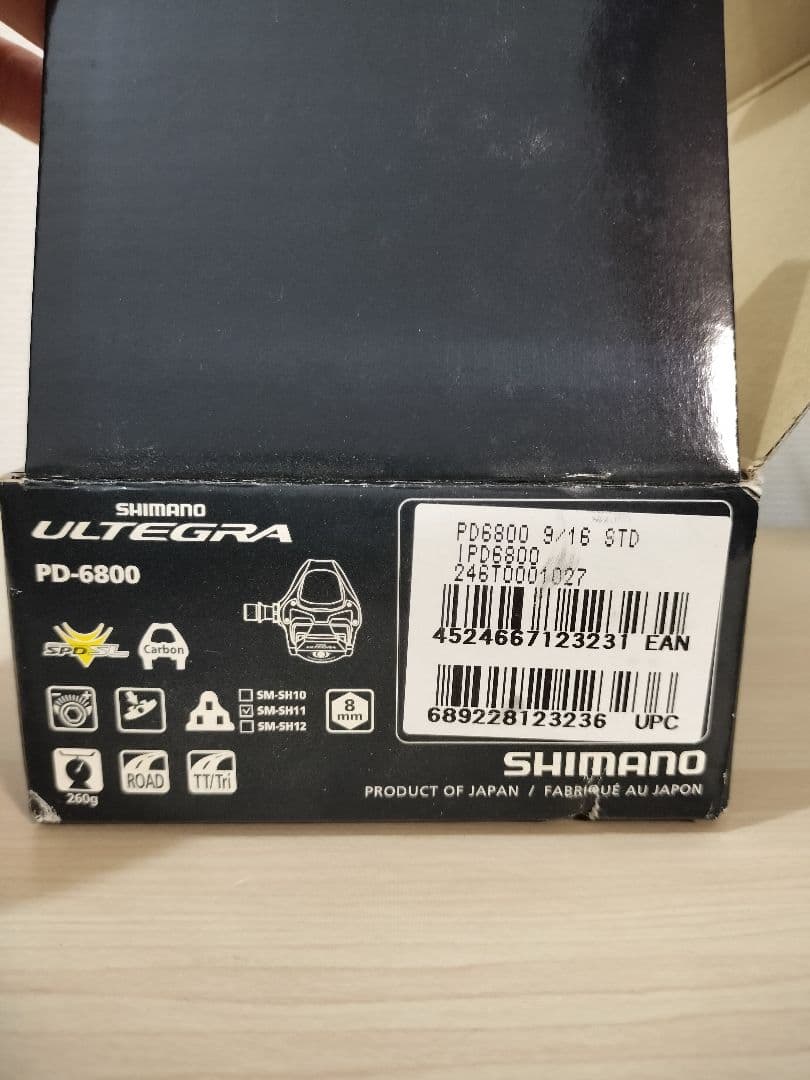 SHIMANO
ULTEGRA
PD-6800
SPD-SL
Carbon
ULTEGRA
SM-SH10
SM-SH11
SM-SH12
8
mm
260g
ROAD
TT/Tri
PD6800 9/16 STD
IPD6800
246T0001027
4524667123231 EAN
689228123236 UPC
SHIMANO
PRODUCT OF JAPAN / FABRIQUÉ AU JAPON